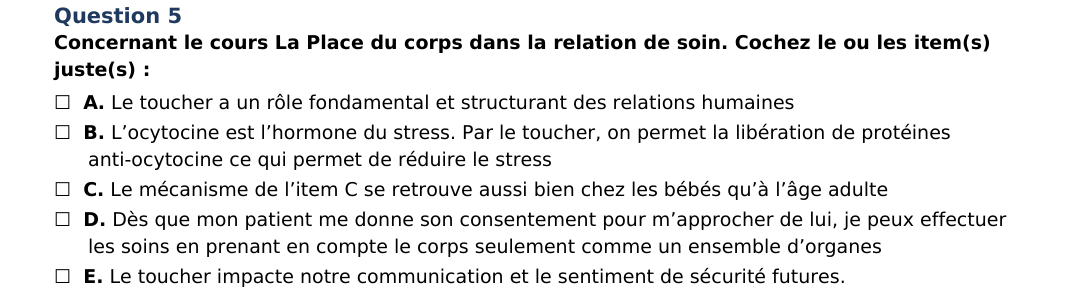 Question 5
Concernant le cours La Place du corps dans la relation de soin. Cochez le ou les item(s)
juste(s) :
☐ A. Le toucher a un rôle fondamental et structurant des relations humaines
☐ B. L’ocytocine est l’hormone du stress. Par le toucher, on permet la libération de protéines
anti-ocytocine ce qui permet de réduire le stress
☐ C. Le mécanisme de l’item C se retrouve aussi bien chez les bébés qu’à l’âge adulte
☐ D. Dès que mon patient me donne son consentement pour m’approcher de lui, je peux effectuer
les soins en prenant en compte le corps seulement comme un ensemble d’organes
☐ E. Le toucher impacte notre communication et le sentiment de sécurité futures.